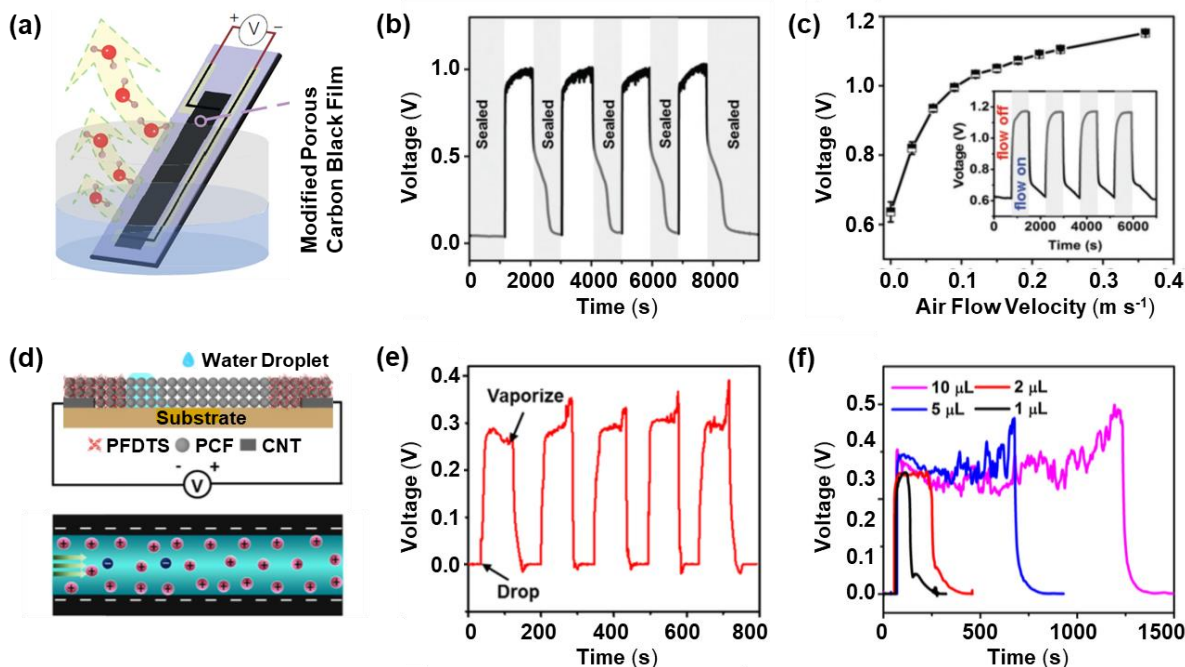 (a)
+
V
−
Modified Porous
Carbon Black Film
(b)
Voltage (V)
1.0
0.5
0.0
Sealed
Sealed
Sealed
Sealed
Sealed
0
2000
4000
6000
8000
Time (s)
(c)
Voltage (V)
1.2
1.0
0.8
0.6
0.0
0.1
0.2
0.3
0.4
Air Flow Velocity (m s⁻¹)
Votage (V)
1.2
1.0
0.8
0.6
flow off
flow on
0
2000
4000
6000
Time (s)
(d)
Water Droplet
Substrate
PFDTS PCF CNT
- +
V
(e)
Voltage (V)
0.4
0.3
0.2
0.1
0.0
Vaporize
Drop
0
200
400
600
800
Time (s)
(f)
Voltage (V)
0.5
0.4
0.3
0.3
0.1
0.0
10 μL 2 μL
5 μL 1 μL
0
500
1000
1500
Time (s)